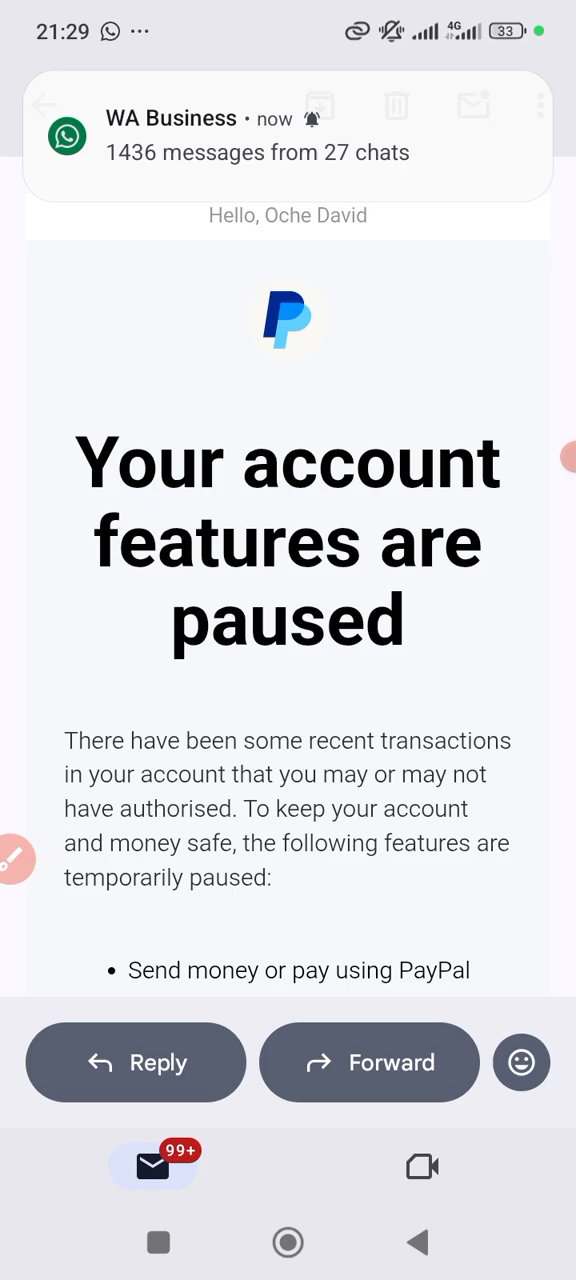 21:29
4G
33
WA Business • now
1436 messages from 27 chats
Hello, Oche David
Your account
features are
paused
There have been some recent transactions
in your account that you may or may not
have authorised. To keep your account
and money safe, the following features are
temporarily paused:
• Send money or pay using PayPal
Reply
Forward
99+